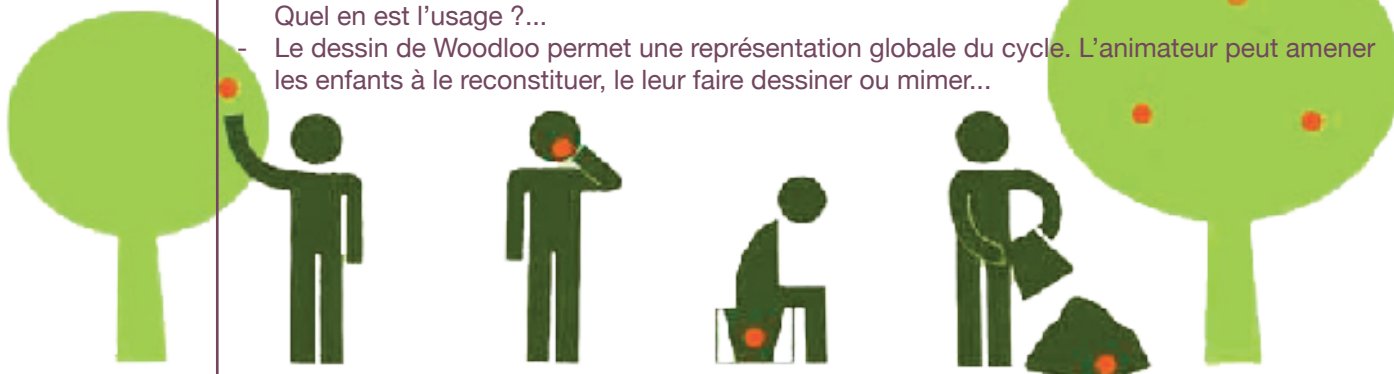 Quel en est l’usage ?...
- Le dessin de Woodloo permet une représentation globale du cycle. L’animateur peut amener
les enfants à le reconstituer, le leur faire dessiner ou mimer...